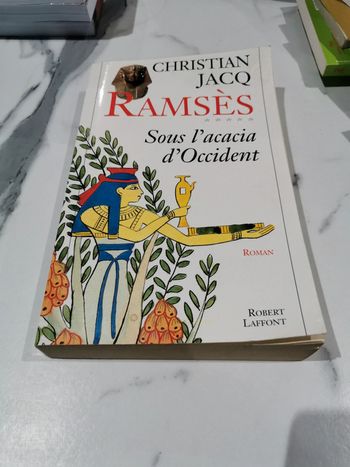 CHRISTIAN
JACQ
RAMSÈS
*****
Sous l'acacia
d'Occident
ROMAN
ROBERT
LAFFONT